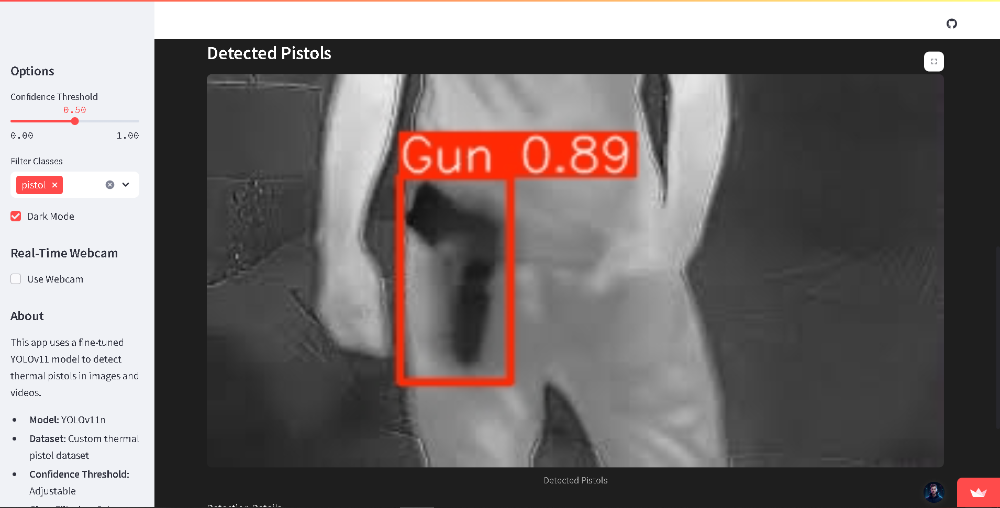 Options
Confidence Threshold
0.50
0.00 1.00
Filter Classes
pistol
Dark Mode
Real-Time Webcam
Use Webcam
About
This app uses a fine-tuned
YOLOv11 model to detect
thermal pistols in images and
videos.
Model: YOLOv11n
Dataset: Custom thermal
pistol dataset
Confidence Threshold:
Adjustable
Detected Pistols
Gun 0.89
Detected Pistols
Detection Details